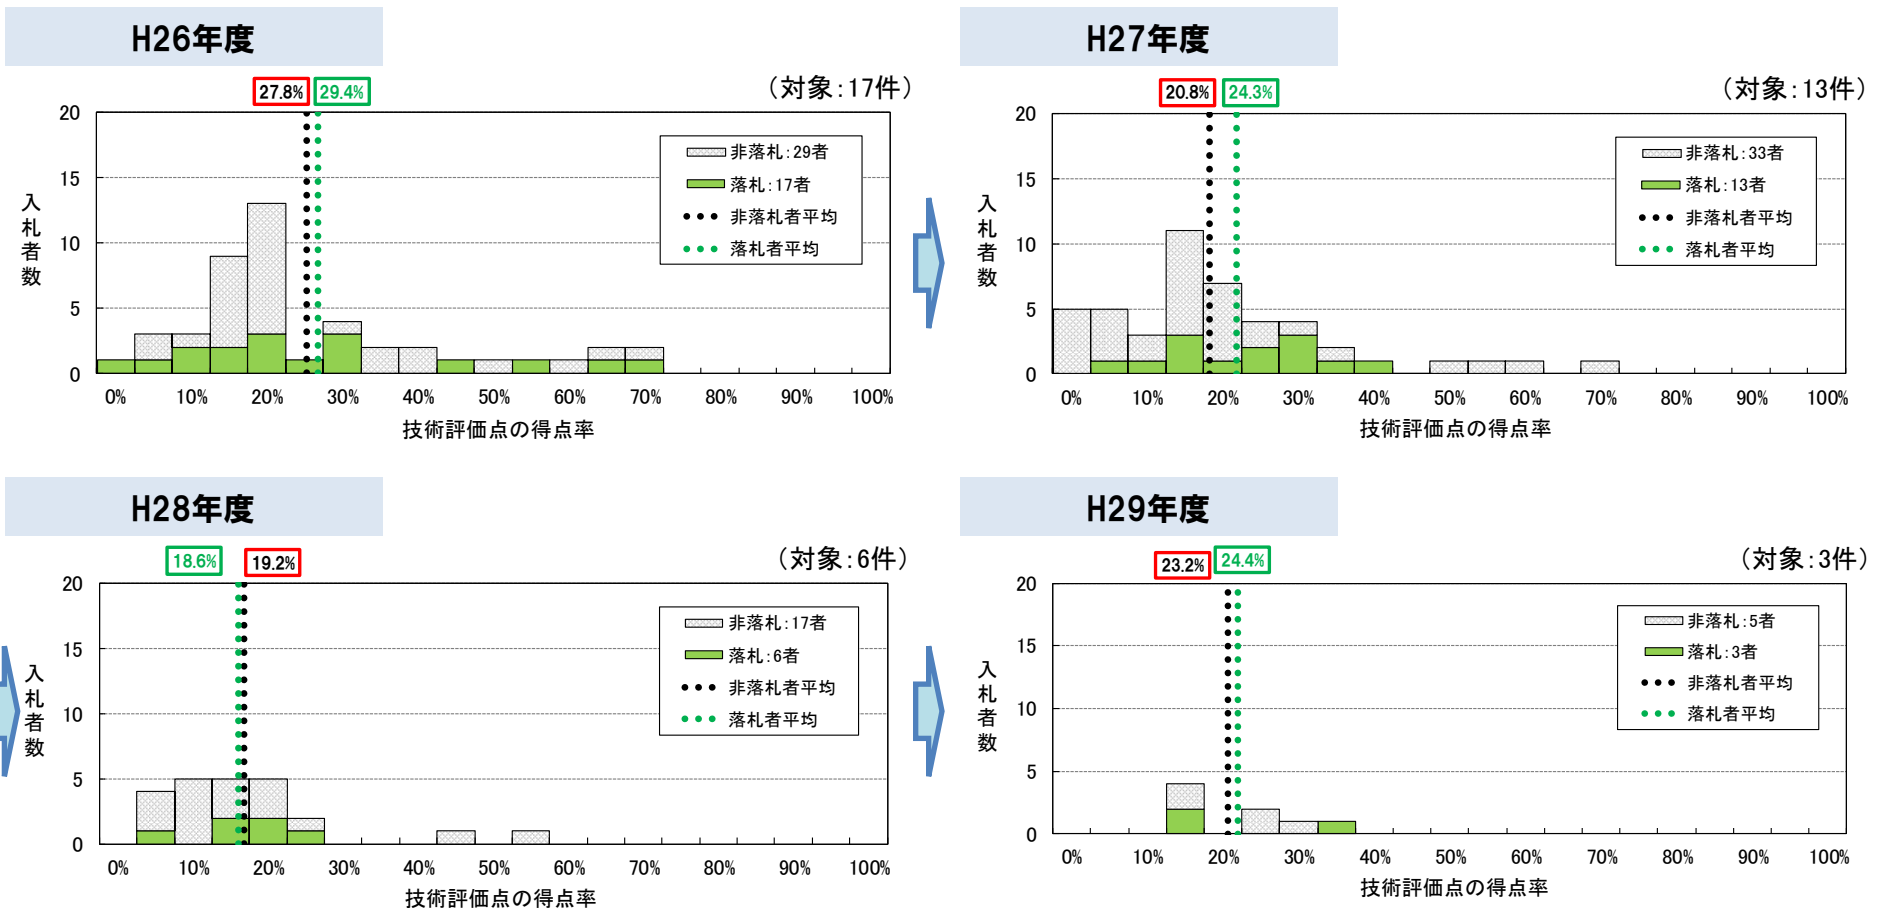 H26年度
27.8% 29.4%
(対象:17件)
20
15
10
5
0
入札者数
非落札:29者
落札:17者
非落札者平均
落札者平均
0% 10% 20% 30% 40% 50% 60% 70% 80% 90% 100%
技術評価点の得点率
H27年度
20.8% 24.3%
(対象:13件)
20
15
10
5
0
入札者数
非落札:33者
落札:13者
非落札者平均
落札者平均
0% 10% 20% 30% 40% 50% 60% 70% 80% 90% 100%
技術評価点の得点率
H28年度
18.6% 19.2%
(対象:6件)
20
15
10
5
0
入札者数
非落札:17者
落札:6者
非落札者平均
落札者平均
0% 10% 20% 30% 40% 50% 60% 70% 80% 90% 100%
技術評価点の得点率
H29年度
23.2% 24.4%
(対象:3件)
20
15
10
5
0
入札者数
非落札:5者
落札:3者
非落札者平均
落札者平均
0% 10% 20% 30% 40% 50% 60% 70% 80% 90% 100%
技術評価点の得点率